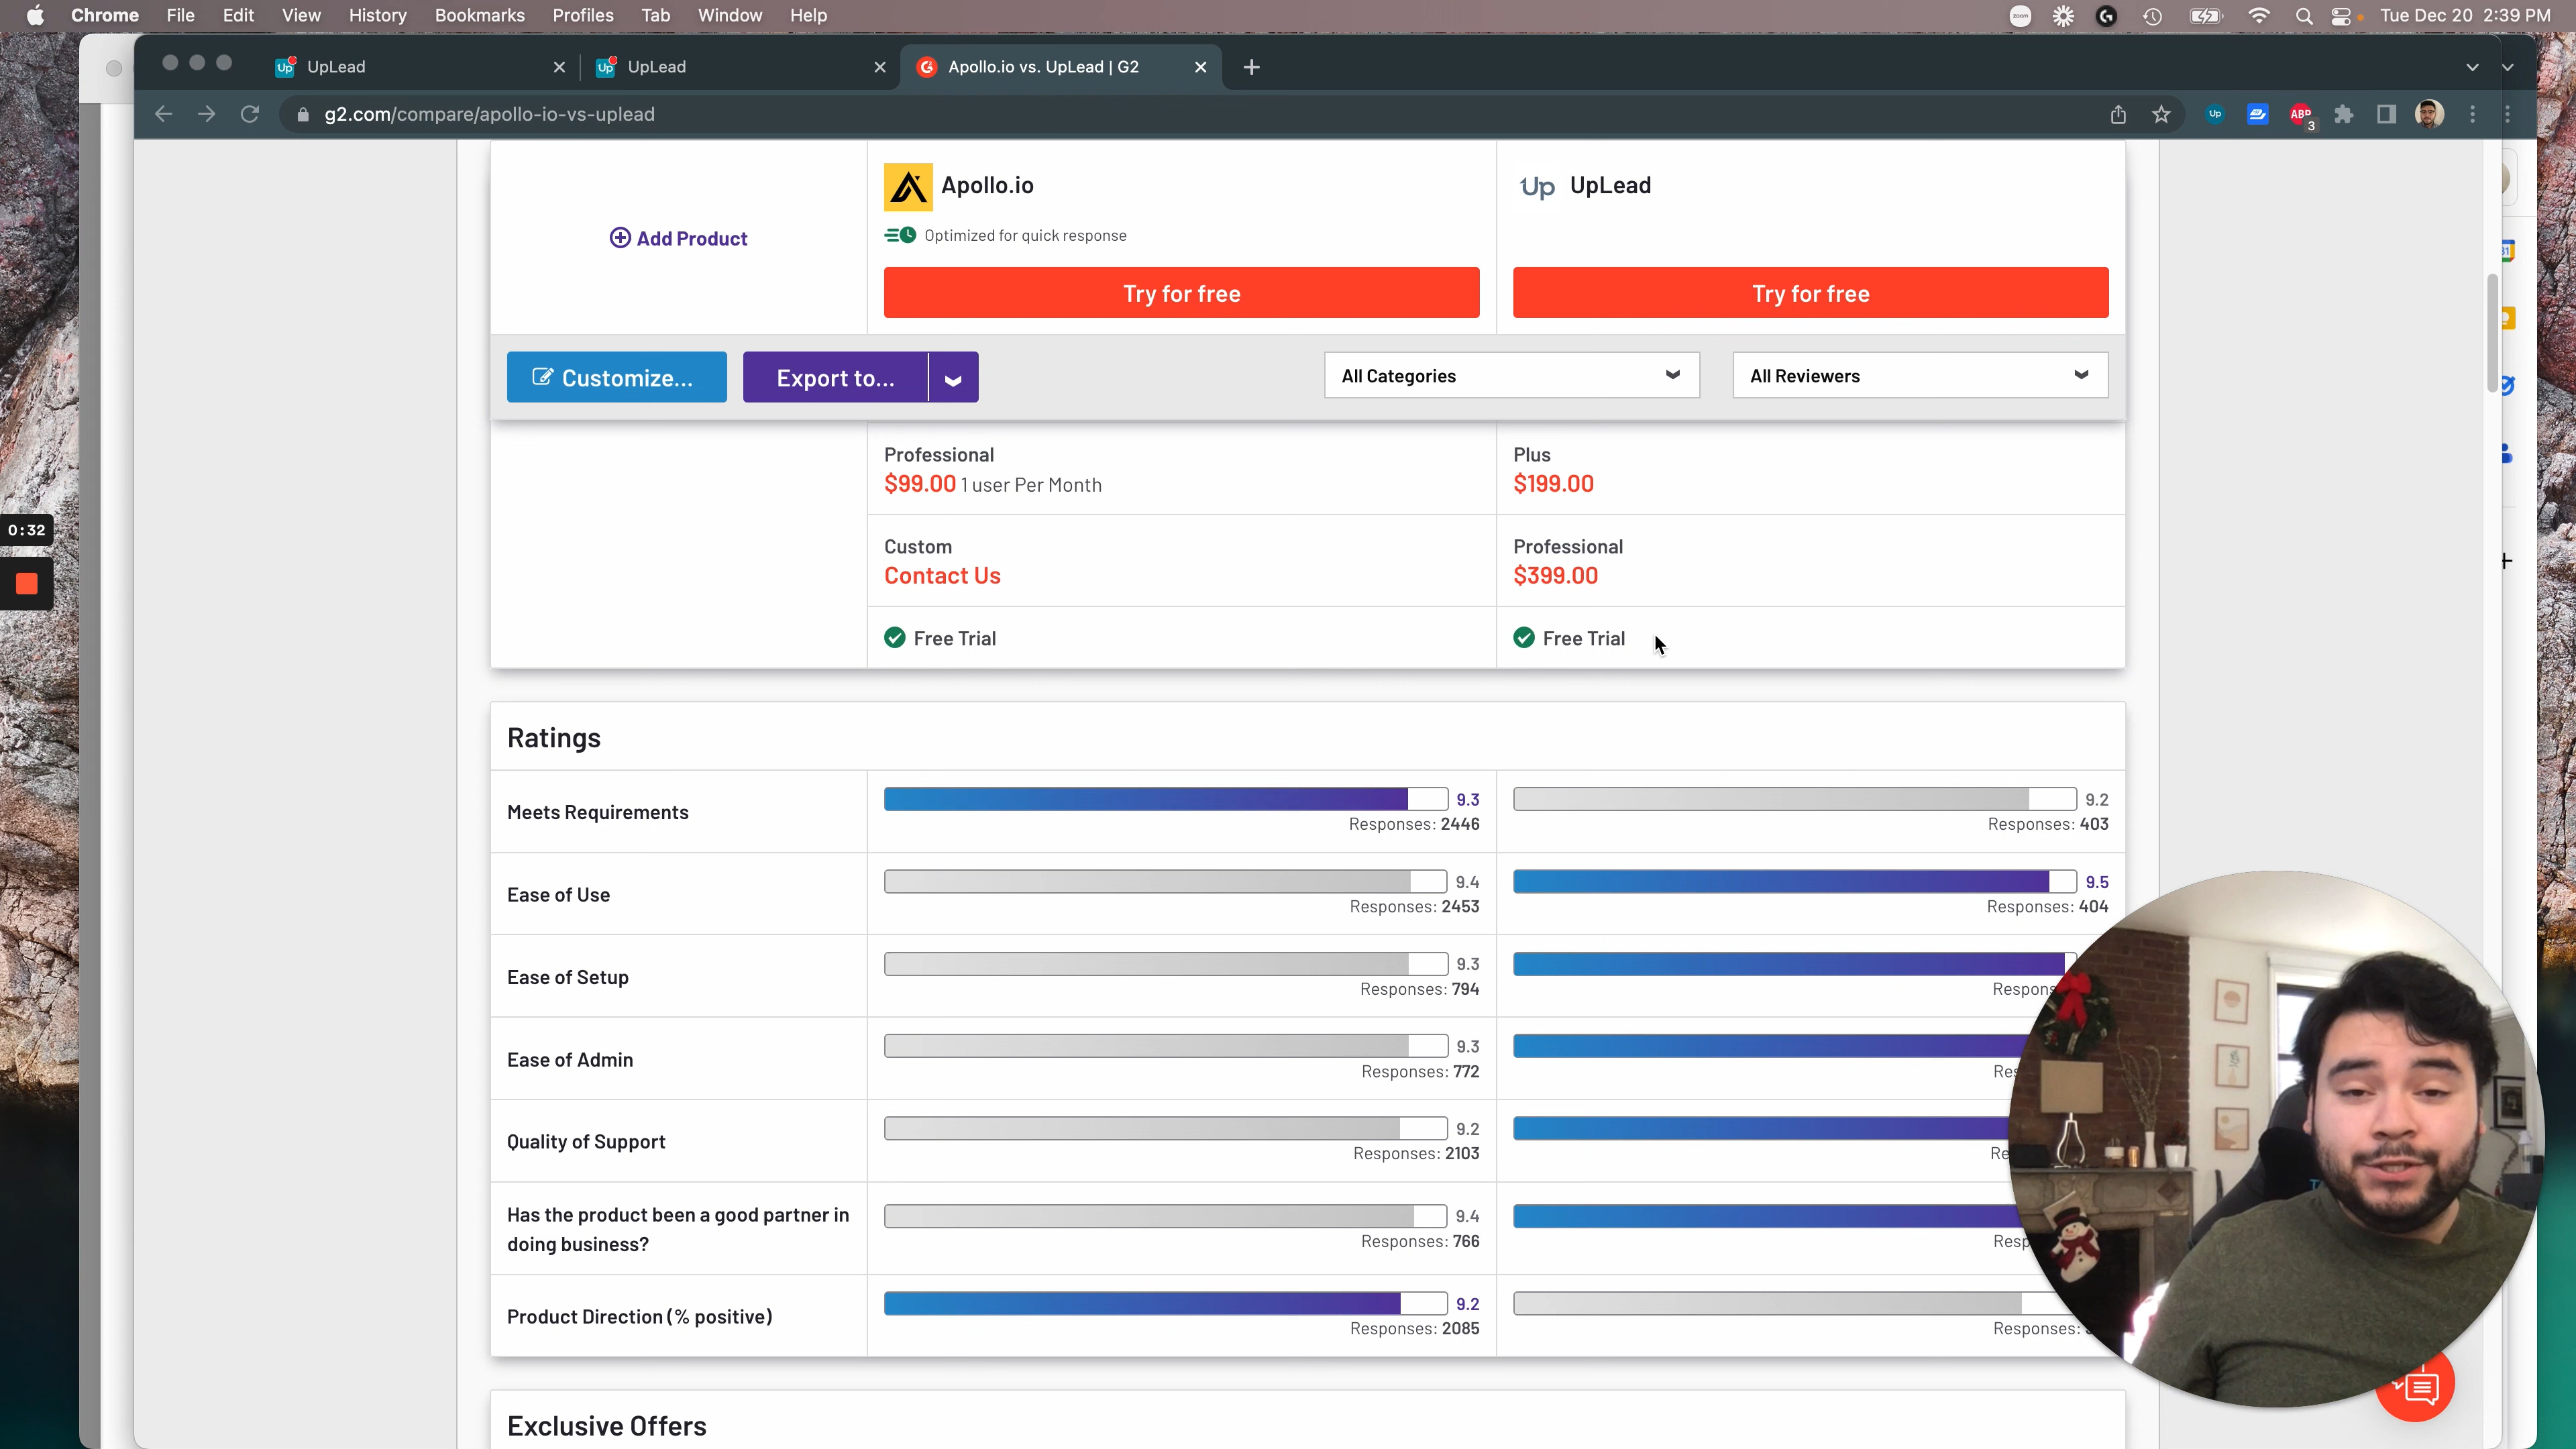 Chrome File Edit View History Bookmarks Profiles Tab Window Help zoom Tue Dec 20 2:39 PM
Up UpLead Up UpLead Apollo.io vs. UpLead | G2
g2.com/compare/apollo-io-vs-uplead Up ABP 3
Apollo.io Up UpLead
Optimized for quick response
Add Product
Try for free Try for free
Customize... Export to... All Categories All Reviewers
Professional Plus
$99.00 1 user Per Month $199.00
0:32
Custom Professional
Contact Us $399.00
Free Trial Free Trial
Ratings
Meets Requirements 9.3 9.2
Responses: 2446 Responses: 403
Ease of Use 9.4 9.5
Responses: 2453 Responses: 404
Ease of Setup 9.3
Responses: 794
Ease of Admin 9.3
Responses: 772
Quality of Support 9.2
Responses: 2103
Has the product been a good partner in
doing business? 9.4
Responses: 766
Product Direction (% positive) 9.2
Responses: 2085 Responses:
Exclusive Offers